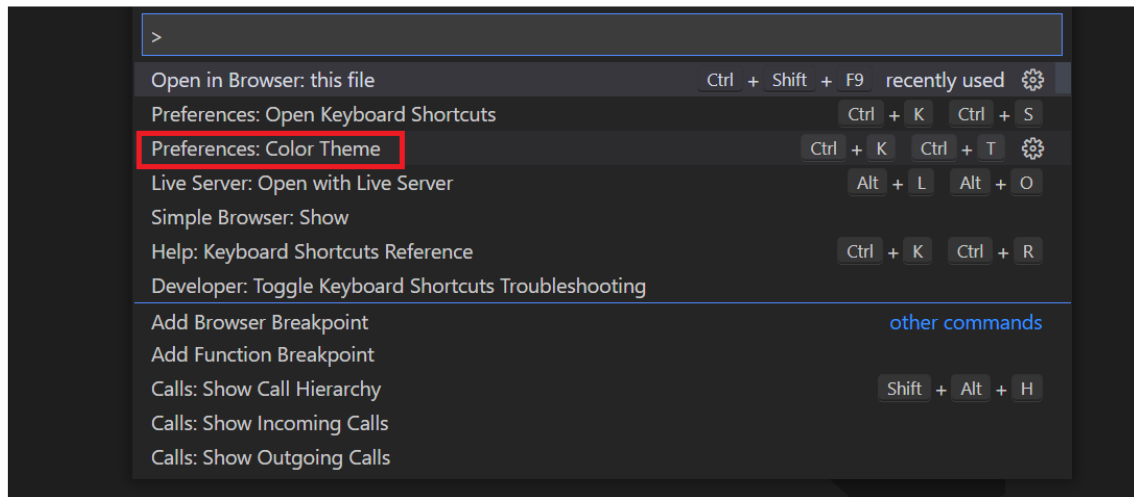 >
Open in Browser: this file Ctrl + Shift + F9 recently used
Preferences: Open Keyboard Shortcuts Ctrl + K Ctrl + S
Preferences: Color Theme Ctrl + K Ctrl + T
Live Server: Open with Live Server Alt + L Alt + O
Simple Browser: Show
Help: Keyboard Shortcuts Reference Ctrl + K Ctrl + R
Developer: Toggle Keyboard Shortcuts Troubleshooting
Add Browser Breakpoint other commands
Add Function Breakpoint
Calls: Show Call Hierarchy Shift + Alt + H
Calls: Show Incoming Calls
Calls: Show Outgoing Calls